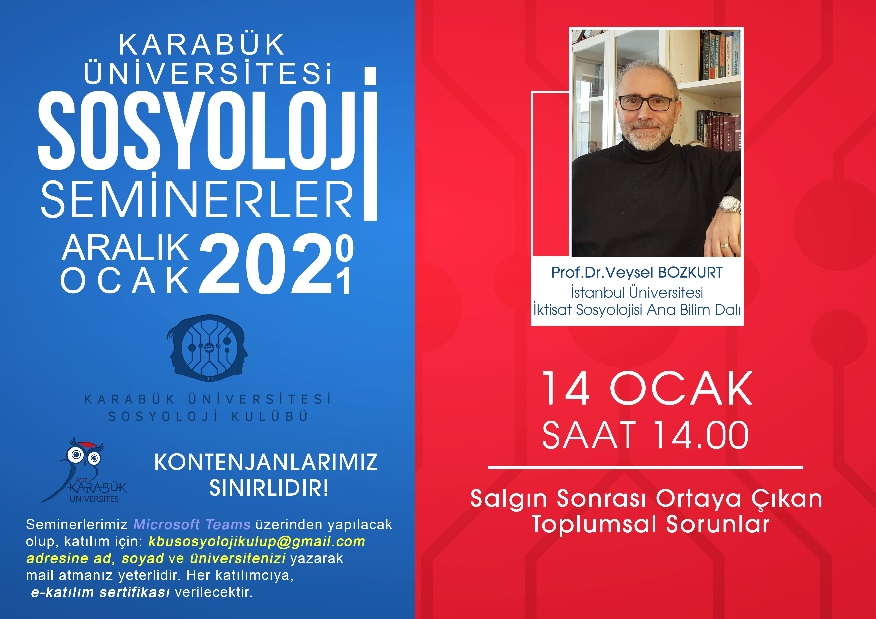 KARABÜK
ÜNİVERSİTESİ
SOSYOLOJİ
SEMİNERLERİ
ARALIK 2020
OCAK 2021
KARABÜK ÜNİVERSİTESİ
SOSYOLOJİ KULÜBÜ
KARABÜK
ÜNİVERSİTES
KONTENJANLARIMIZ
SINIRLIDIR!
Seminerlerimiz Microsoft Teams üzerinden yapılacak
olup, katılım için: kbusosyolojikulup@gmail.com
adresine ad, soyad ve üniversitenizi yazarak
mail atmanız yeterlidir. Her katılımcıya,
e-katılım sertifikası verilecektir.
Prof.Dr.Veysel BOZKURT
İstanbul Üniversitesi
İktisat Sosyolojisi Ana Bilim Dalı
14 OCAK
SAAT 14.00
Salgın Sonrası Ortaya Çıkan
Toplumsal Sorunlar